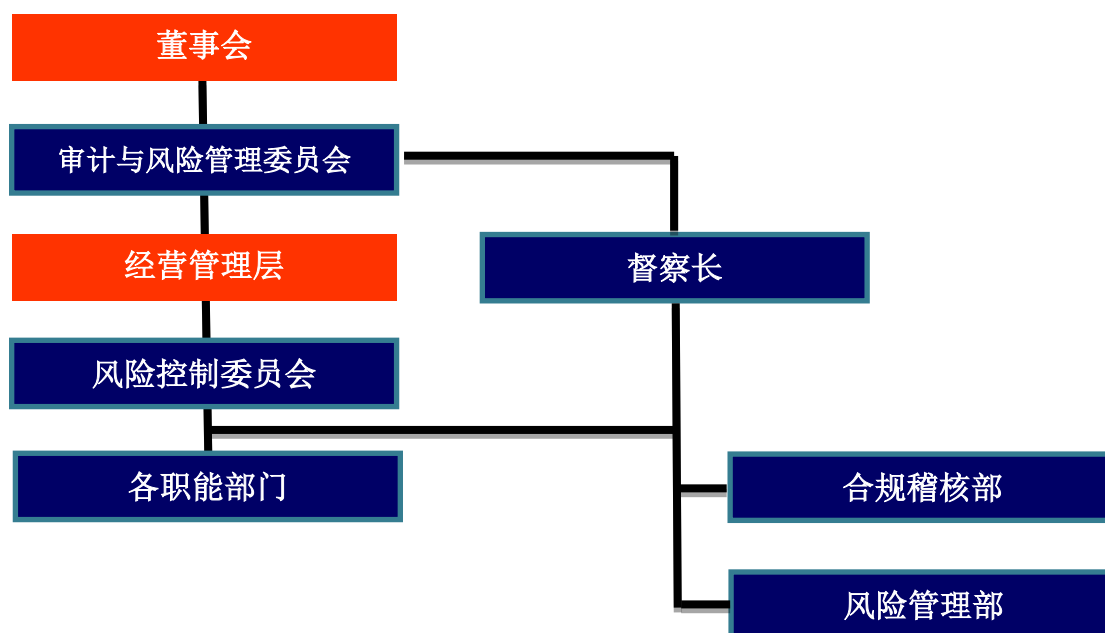 董事会
审计与风险管理委员会
经营管理层
督察长
风险控制委员会
各职能部门
合规稽核部
风险管理部